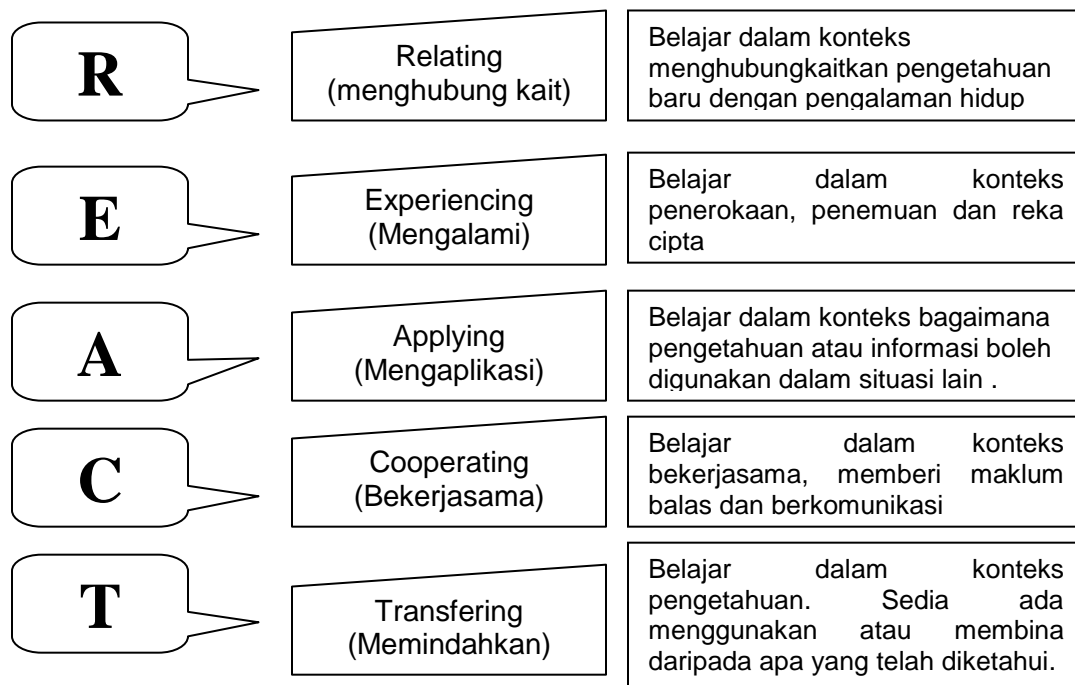 R
Relating
(menghubung kait)
Belajar dalam konteks
menghubungkaitkan pengetahuan
baru dengan pengalaman hidup
E
Experiencing
(Mengalami)
Belajar dalam konteks
penerokaan, penemuan dan reka
cipta
A
Applying
(Mengaplikasi)
Belajar dalam konteks bagaimana
pengetahuan atau informasi boleh
digunakan dalam situasi lain .
C
Cooperating
(Bekerjasama)
Belajar dalam konteks
bekerjasama, memberi maklum
balas dan berkomunikasi
T
Transfering
(Memindahkan)
Belajar dalam konteks
pengetahuan. Sedia ada
menggunakan atau membina
daripada apa yang telah diketahui.